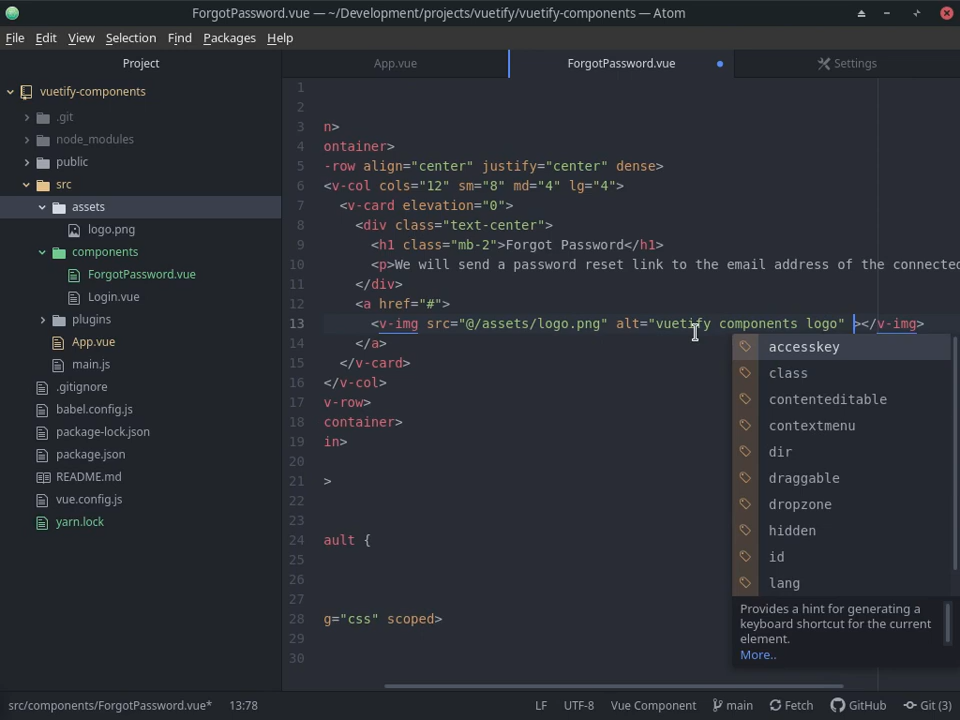 ForgotPassword.vue — ~/Development/projects/vuetify/vuetify-components — Atom
File Edit View Selection Find Packages Help
Project
vuetify-components
.git
node_modules
public
src
assets
logo.png
components
ForgotPassword.vue
Login.vue
plugins
App.vue
main.js
.gitignore
babel.config.js
package-lock.json
package.json
README.md
vue.config.js
yarn.lock
App.vue ForgotPassword.vue Settings
1
2
3 n>
4 ontainer>
5 -row align="center" justify="center" dense>
6 <v-col cols="12" sm="8" md="4" lg="4">
7 <v-card elevation="0">
8 <div class="text-center">
9 <h1 class="mb-2">Forgot Password</h1>
10 <p>We will send a password reset link to the email address of the connected
11 </div>
12 <a href="#">
13 <v-img src="@/assets/logo.png" alt="vuetify components logo" ></v-img>
14 </a>
15 </v-card>
16 </v-col>
17 v-row>
18 container>
19 in>
20
21 >
22
23
24 ault {
25
26
27
28 g="css" scoped>
29
30
accesskey
class
contenteditable
contextmenu
dir
draggable
dropzone
hidden
id
lang
Provides a hint for generating a
keyboard shortcut for the current
element.
More..
src/components/ForgotPassword.vue* 13:78 LF UTF-8 Vue Component main Fetch GitHub Git (3)